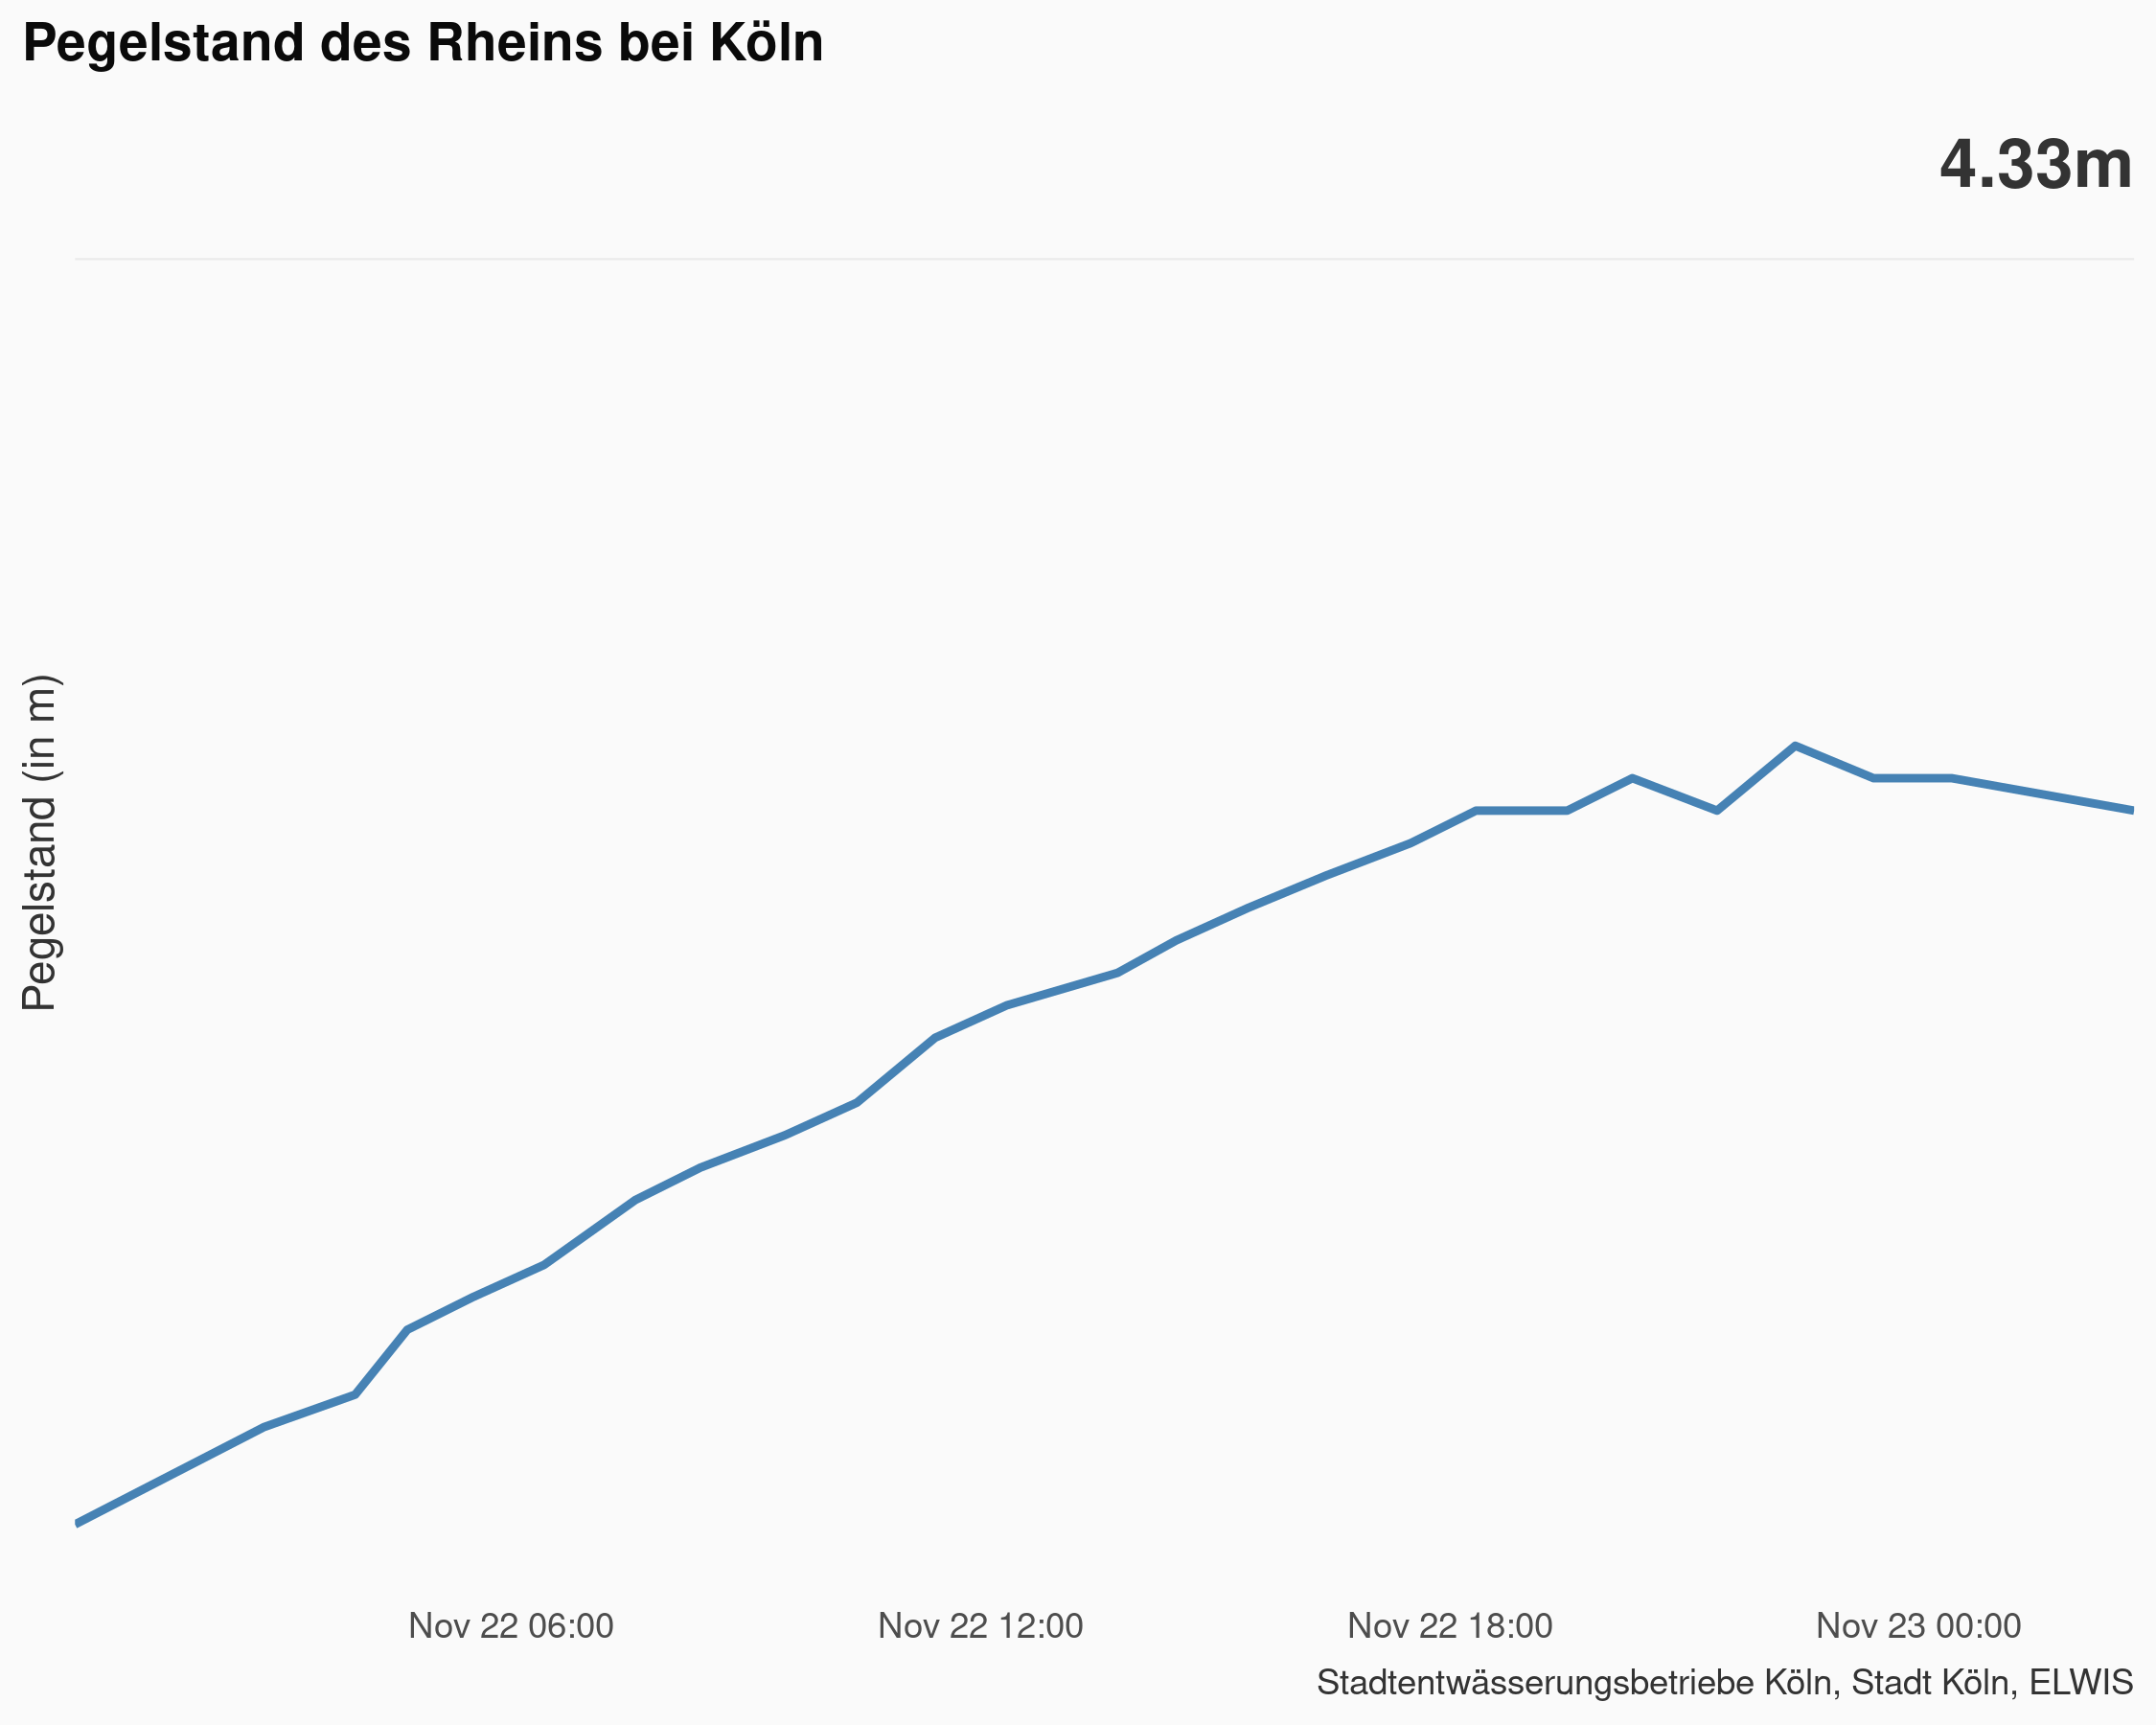 Pegelstand des Rheins bei Köln
4.33m
Pegelstand (in m)
Nov 22 06:00
Nov 22 12:00
Nov 22 18:00
Nov 23 00:00
Stadtentwässerungsbetriebe Köln, Stadt Köln, ELWIS